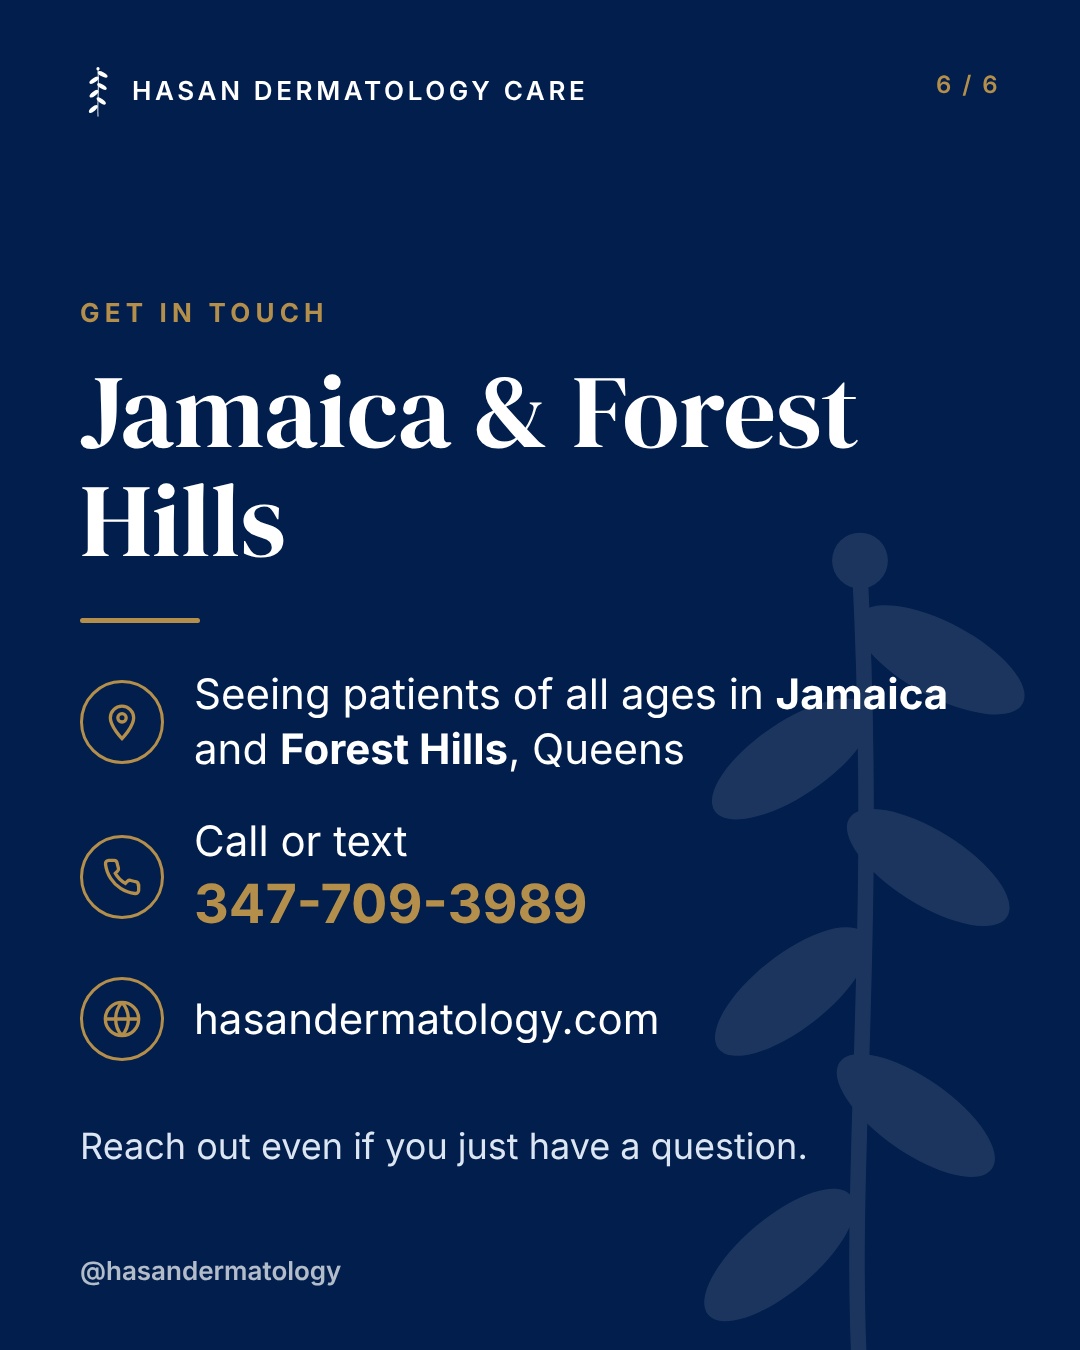 HASAN DERMATOLOGY CARE
6 / 6
GET IN TOUCH
Jamaica & Forest
Hills
Seeing patients of all ages in Jamaica
and Forest Hills, Queens
Call or text
347-709-3989
hasandermatology.com
Reach out even if you just have a question.
@hasandermatology